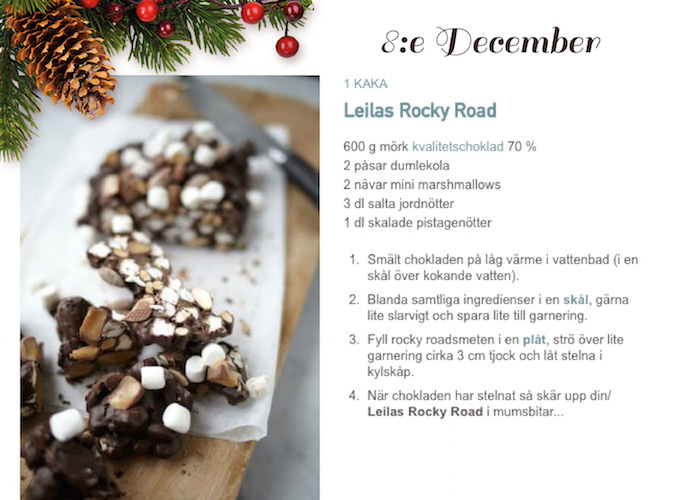 8:e December
1 KAKA
Leilas Rocky Road
600 g mörk kvalitetschoklad 70 %
2 påsar dumlekola
2 nävar mini marshmallows
3 dl salta jordnötter
1 dl skalade pistagenötter
1. Smält chokladen på låg värme i vattenbad (i en
skål över kokande vatten).
2. Blanda samtliga ingredienser i en skål, gärna
lite slarvigt och spara lite till garnering.
3. Fyll rocky roadsmeten i en plåt, strö över lite
garnering cirka 3 cm tjock och låt stelna i
kylskåp.
4. När chokladen har stelnat så skär upp din/
Leilas Rocky Road i mumsbitar...